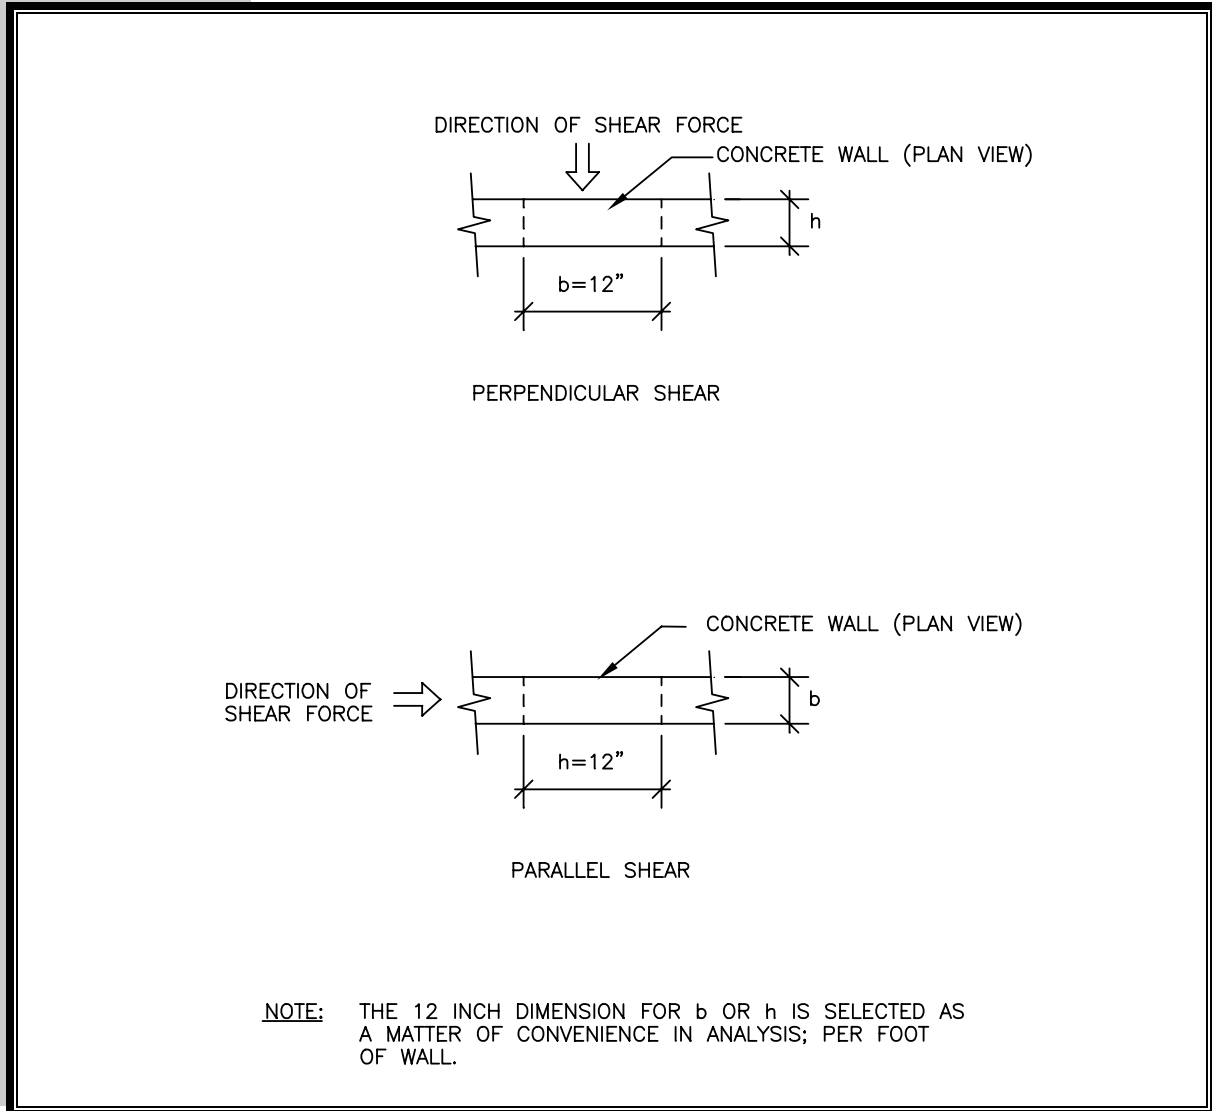 DIRECTION OF SHEAR FORCE
CONCRETE WALL (PLAN VIEW)
h
b=12"
PERPENDICULAR SHEAR
CONCRETE WALL (PLAN VIEW)
DIRECTION OF
SHEAR FORCE
b
h=12"
PARALLEL SHEAR
NOTE: THE 12 INCH DIMENSION FOR b OR h IS SELECTED AS
A MATTER OF CONVENIENCE IN ANALYSIS; PER FOOT
OF WALL.